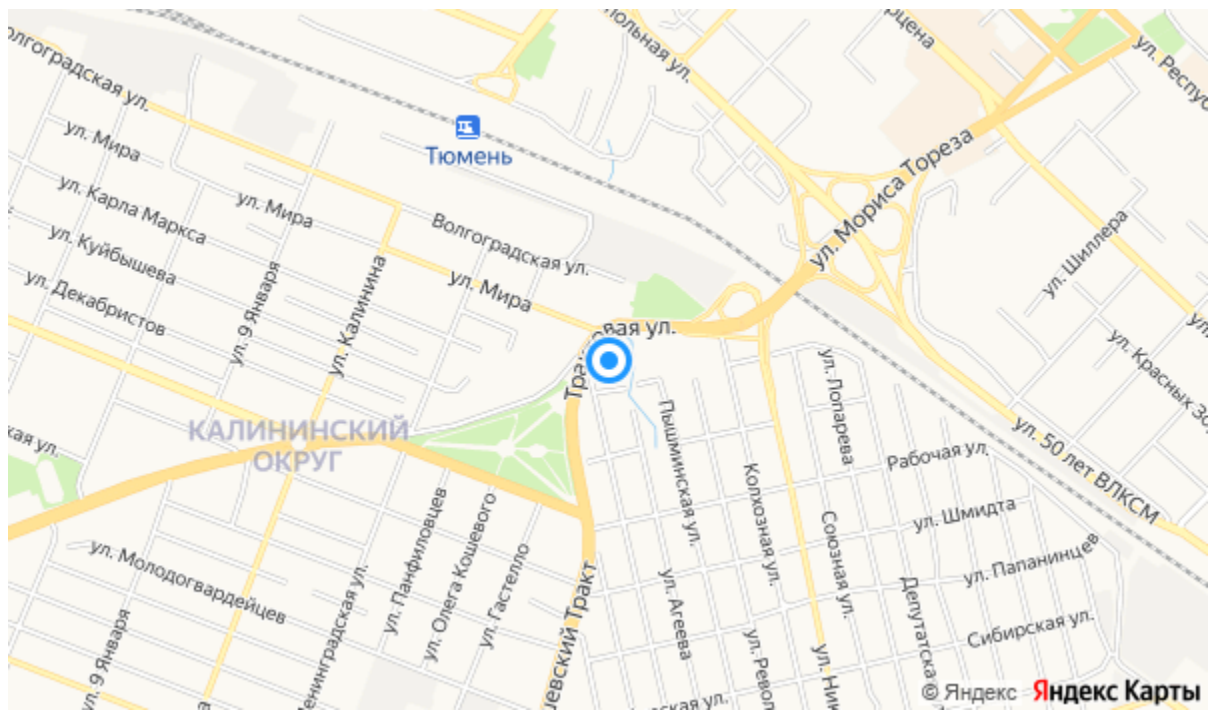 Волгоградская ул.
ул. Мира
ул. Карла Маркса
ул. Куйбышева
ул. Декабристов
ул. Мира
ул. 9 Января
ул. Калинина
Тюмень
Волгоградская ул.
ул. Мира
ул. Мориса Тореза
ул. Шиллера
ул. 50 лет ВЛКСМ
КАЛИНИНСКИЙ
ОКРУГ
ул. Лопарева
Рабочая ул.
ул. Шмидта
ул. Папанинцев
Сибирская ул.
Пышминская ул.
Колхозная ул.
Союзная ул.
ул. Агеева
ул. Молодогвардейцев
ул. Панфиловцев
ул. Олега Кошевого
ул. Гастелло
ул. 9 Января
© Яндекс Яндекс Карты